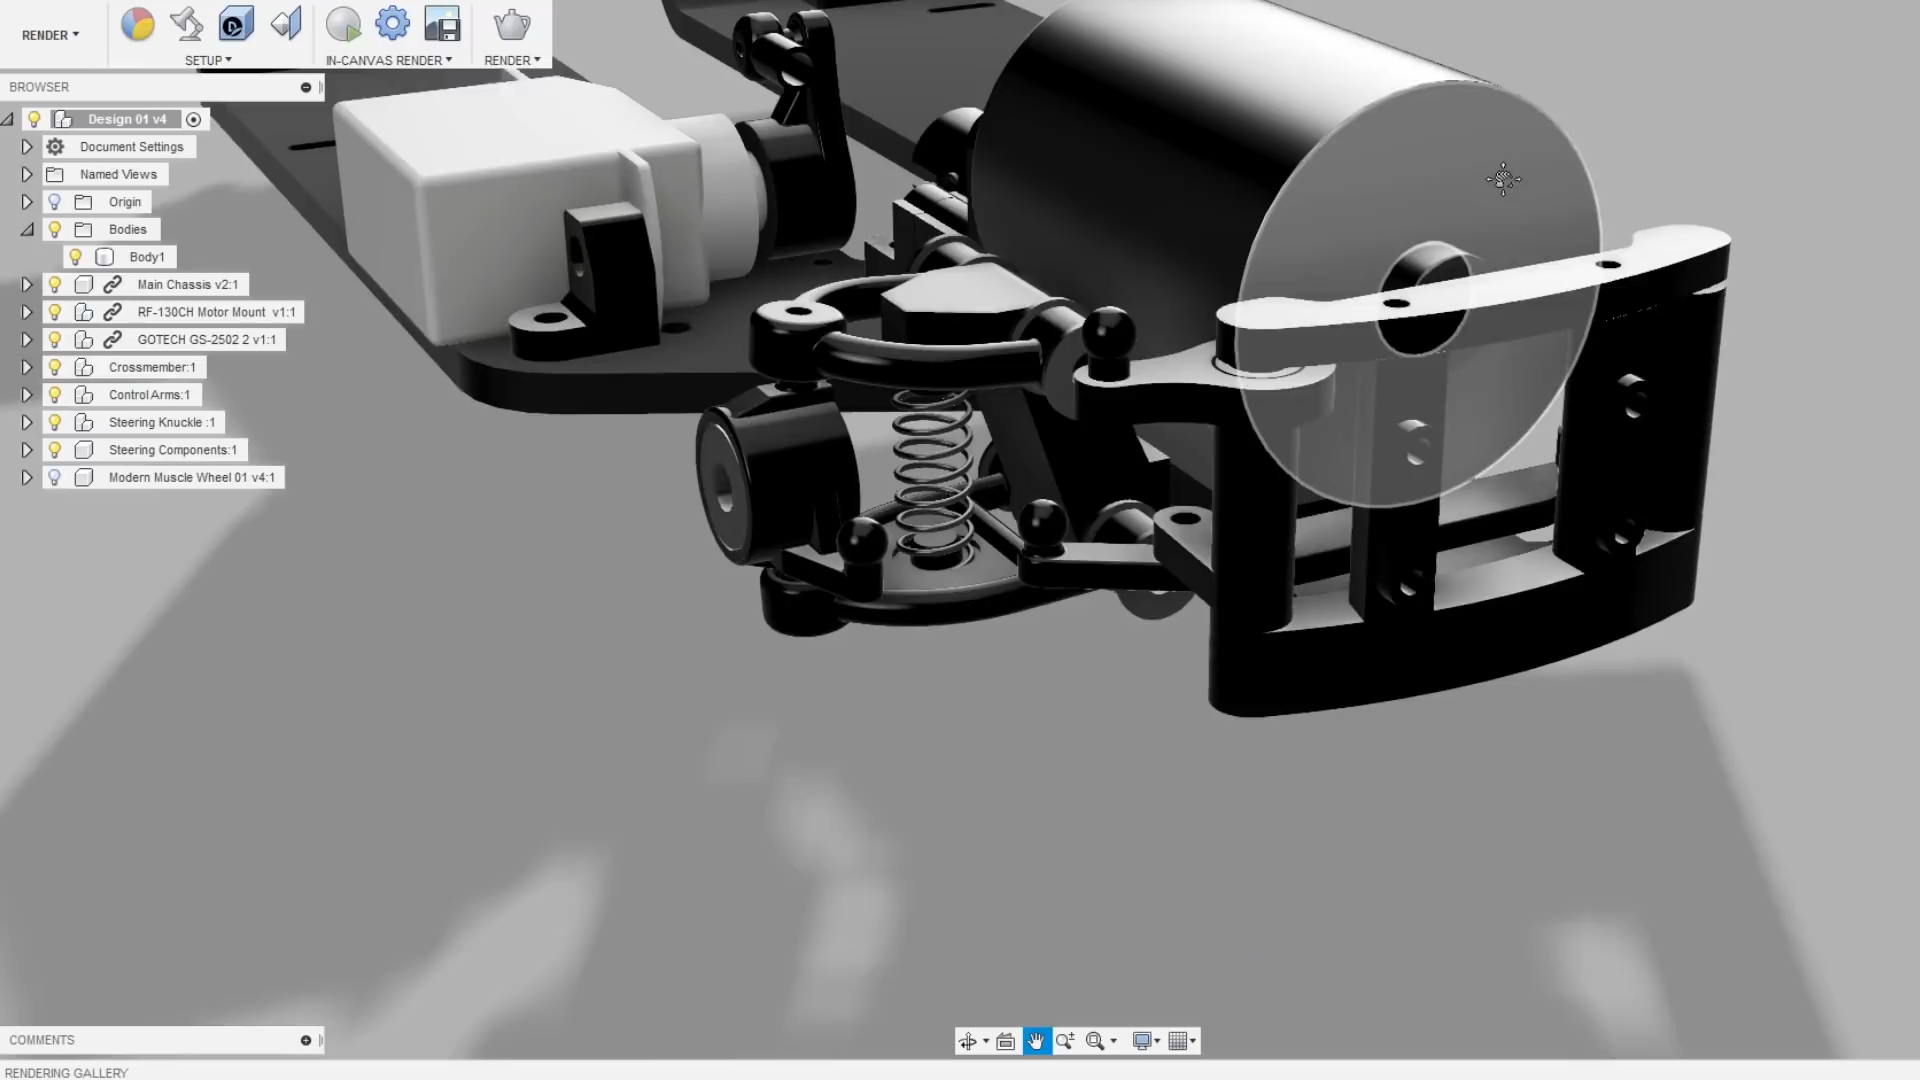 RENDER
SETUP
IN-CANVAS RENDER
RENDER
BROWSER
Design 01 v4
Document Settings
Named Views
Origin
Bodies
Body1
Main Chassis v2:1
RF-130CH Motor Mount v1:1
GOTECH GS-2502 2 v1:1
Crossmember:1
Control Arms:1
Steering Knuckle :1
Steering Components:1
Modern Muscle Wheel 01 v4:1
COMMENTS
RENDERING GALLERY